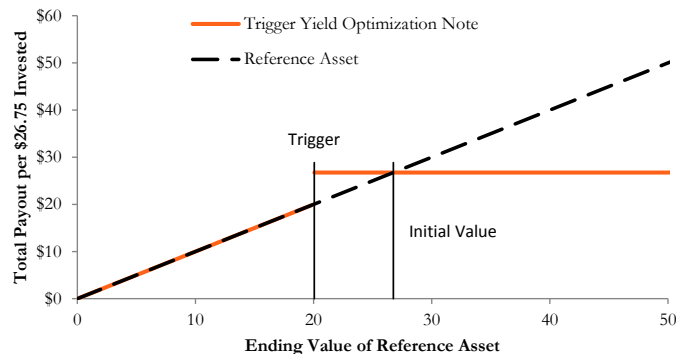 Trigger Yield Optimization Note
Reference Asset
Total Payout per $26.75 Invested
$60
$50
$40
$30
$20
$10
$0
Trigger
Initial Value
0
10
20
30
40
50
Ending Value of Reference Asset